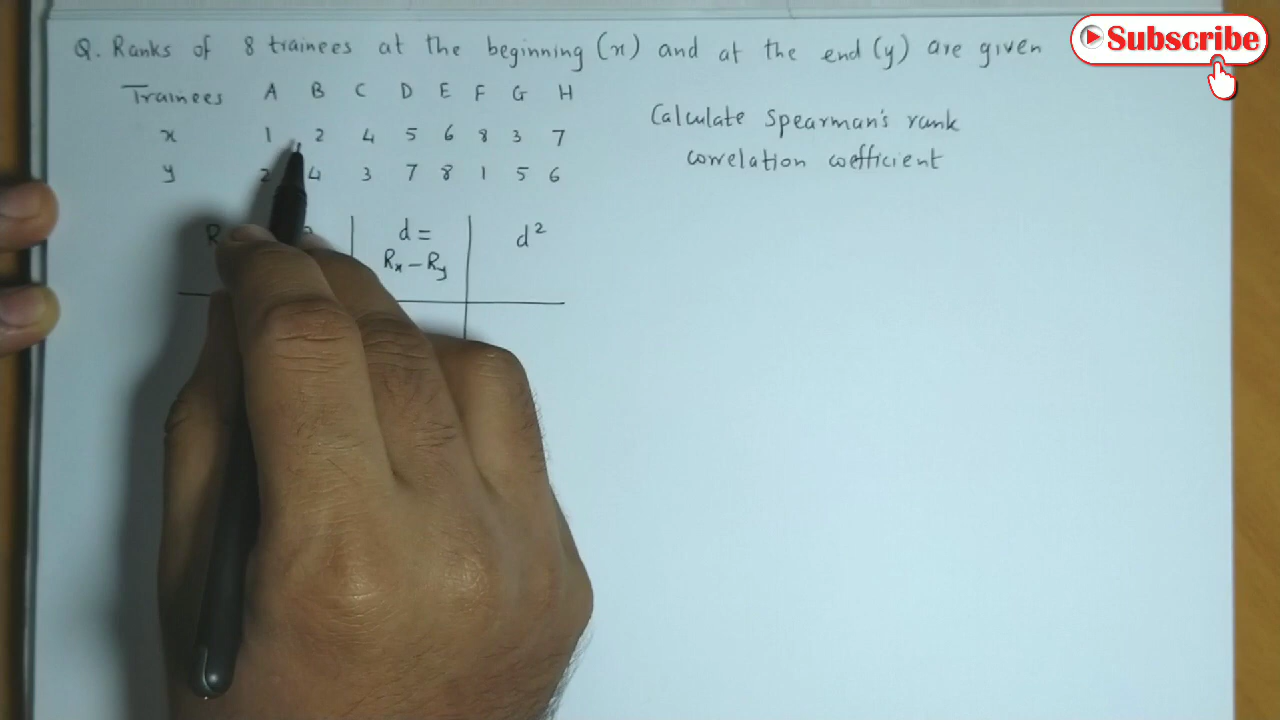 Q. Ranks of 8 trainees at the beginning (x) and at the end (y) are given
Subscribe
Trainees A B C D E F G H
x 1 2 4 5 6 8 3 7
y 2 4 3 7 8 1 5 6
Calculate Spearman's rank
correlation coefficient
R d = d²
Rx - Ry